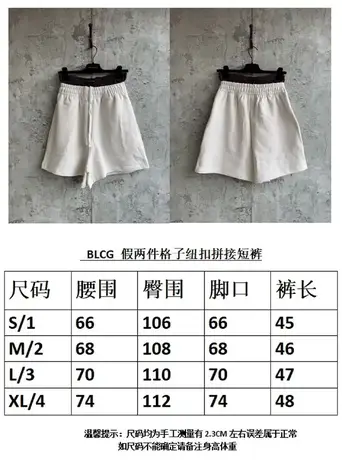 BLCG 假两件格子纽扣拼接短裤
尺码 腰围 臀围 脚口 裤长
S/1 66 106 66 45
M/2 68 108 68 46
L/3 70 110 70 47
XL/4 74 112 74 48
温馨提示：尺码均为手工测量有 2.3CM 左右误差属于正常
如尺码不能确定请备注身高体重